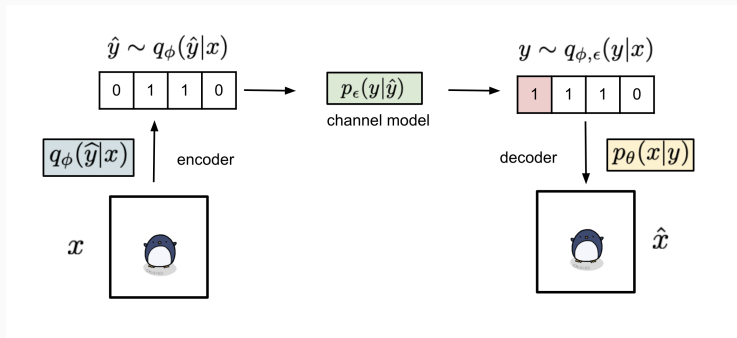 ŷ ∼ q_ϕ(ŷ|x)
0 1 1 0
p_ϵ(y|ŷ)
channel model
y ∼ q_{ϕ,ϵ}(y|x)
1 1 1 0
q_ϕ(ŷ|x)
encoder
decoder
p_θ(x|y)
x
x̂